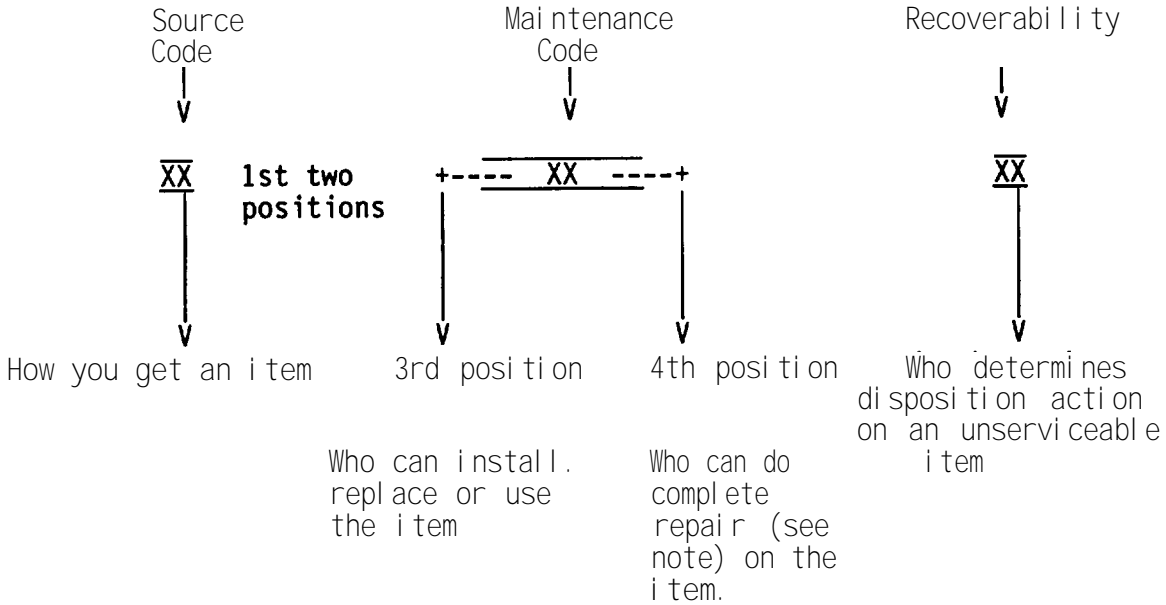 Source
Code
Maintenance
Code
Recoverability
XX
1st two
positions
+---- XX ----+
XX
How you get an item
3rd position
Who can install.
replace or use
the item
4th position
Who can do
complete
repair (see
note) on the
item.
Who determines
disposition action
on an unserviceable
item